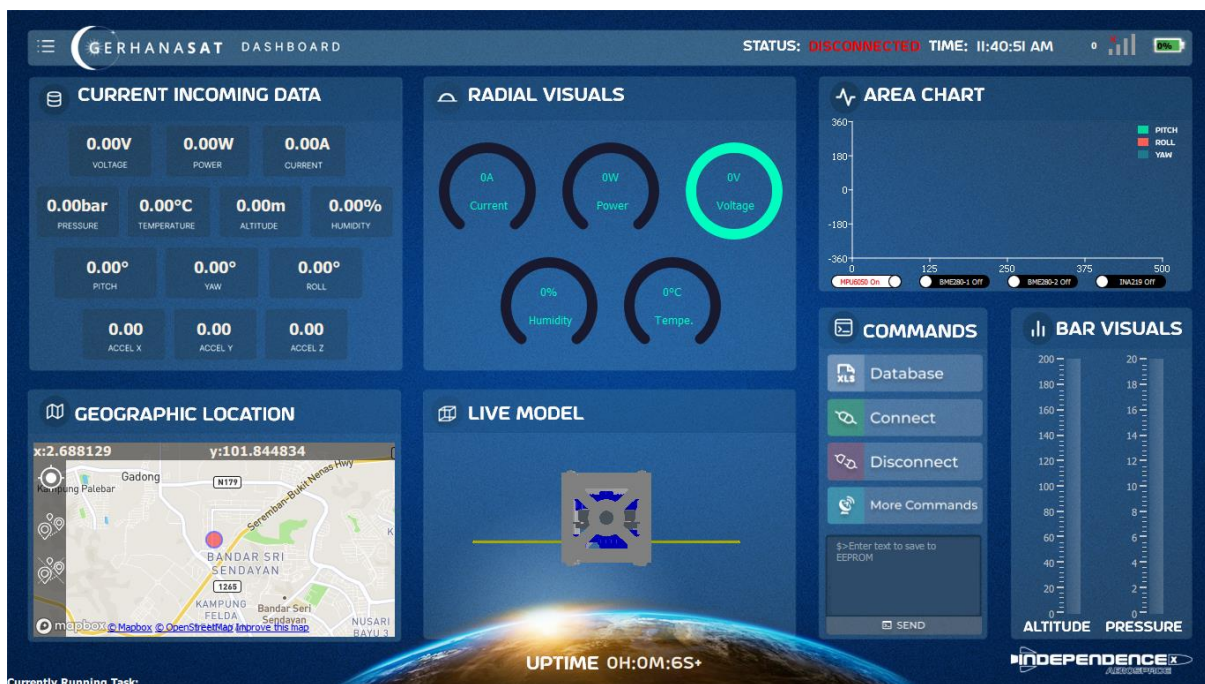 GERHANASAT DASHBOARD
STATUS: DISCONNECTED TIME: 11:40:51 AM 0 0%
CURRENT INCOMING DATA
0.00V 0.00W 0.00A
VOLTAGE POWER CURRENT
0.00bar 0.00°C 0.00m 0.00%
PRESSURE TEMPERATURE ALTITUDE HUMIDITY
0.00° 0.00° 0.00°
PITCH YAW ROLL
0.00 0.00 0.00
ACCEL X ACCEL Y ACCEL Z
RADIAL VISUALS
0A 0W 0V
Current Power Voltage
0% 0°C
Humidity Tempe.
AREA CHART
360
180
0
-180
-360
0 125 250 375 500
PITCH
ROLL
YAW
MPU6050 On BME280-1 Off BME280-2 Off INA219 Off
GEOGRAPHIC LOCATION
x:2.688129 y:101.844834
Gadong
Kampung Palebar
N179
Seremban-Bukit Nenas Hwy
BANDAR SRI
SENDAYAN
1265
KAMPUNG
FELDA
Bandar Seri
Sendayan
NUSARI
BAYU 3
mapbox © Mapbox © OpenStreetMap Improve this map
LIVE MODEL
COMMANDS
XLS Database
Connect
Disconnect
More Commands
$>Enter text to save to
EEPROM
SEND
BAR VISUALS
200 20
180 18
160 16
140 14
120 12
100 10
80 8
60 6
40 4
20 2
0 0
ALTITUDE PRESSURE
UPTIME 0H:0M:6S+
INDEPENDENCE X
AEROSPACE
Currently Running Task: